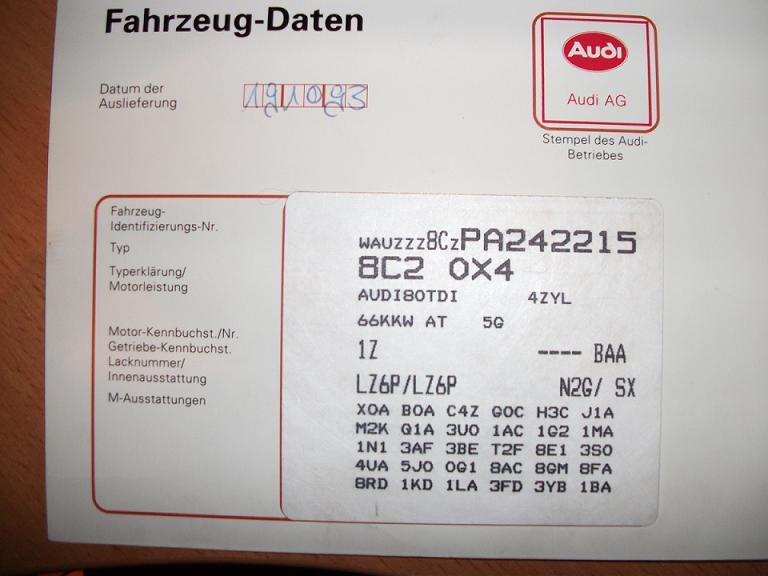 Fahrzeug-Daten
Datum der
Auslieferung
191093
Audi
Audi AG
Stempel des Audi-
Betriebes
Fahrzeug-
Identifizierungs-Nr.
Typ
Typerklärung/
Motorleistung
Motor-Kennbuchst./Nr.
Getriebe-Kennbuchst.
Lacknummer/
Innenausstattung
M-Ausstattungen
WAUZZZ8CZPA242215
8C2 0X4
AUDI80TDI 4ZYL
66KKW AT 5G
1Z ---- BAA
LZ6P/LZ6P N2G/ SX
X0A B0A C4Z G0C H3C J1A
M2K Q1A 3U0 1AC 1G2 1MA
1N1 3AF 3BE T2F 8E1 3S0
4UA 5J0 0G1 8AC 8GM 8FA
8RD 1KD 1LA 3FD 3YB 1BA